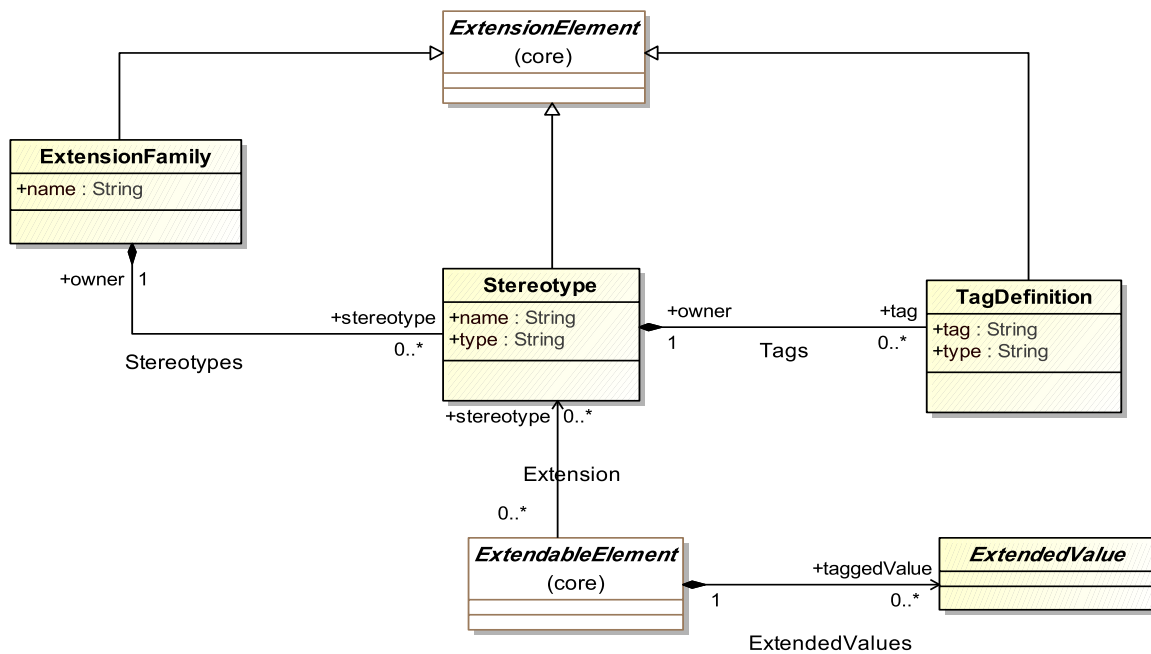 ExtensionElement
(core)
ExtensionFamily
+name : String
+owner 1
+stereotype
0..*
Stereotypes
Stereotype
+name : String
+type : String
+owner
1
+tag
0..*
Tags
TagDefinition
+tag : String
+type : String
+stereotype 0..*
Extension
0..*
ExtendableElement
(core)
1
+taggedValue
0..*
ExtendedValues
ExtendedValue